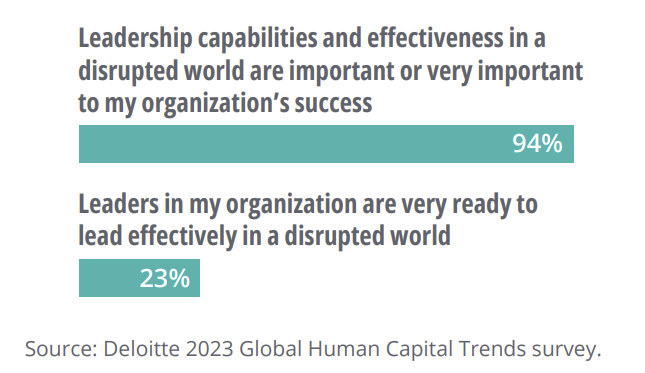 Leadership capabilities and effectiveness in a
disrupted world are important or very important
to my organization’s success
94%
Leaders in my organization are very ready to
lead effectively in a disrupted world
23%
Source: Deloitte 2023 Global Human Capital Trends survey.